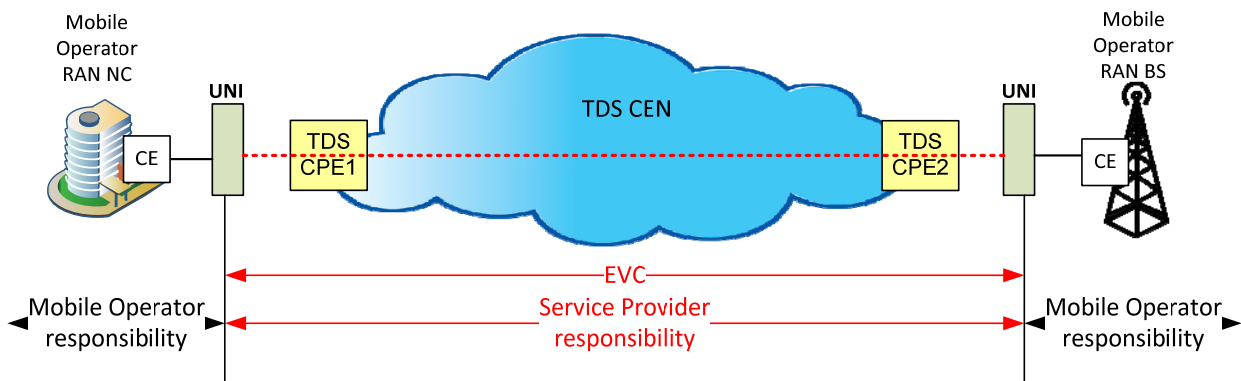 Mobile
Operator
RAN NC
UNI
CE
TDS
CPE1
TDS CEN
TDS
CPE2
UNI
Mobile
Operator
RAN BS
CE
EVC
Mobile Operator
responsibility
Service Provider
responsibility
Mobile Operator
responsibility